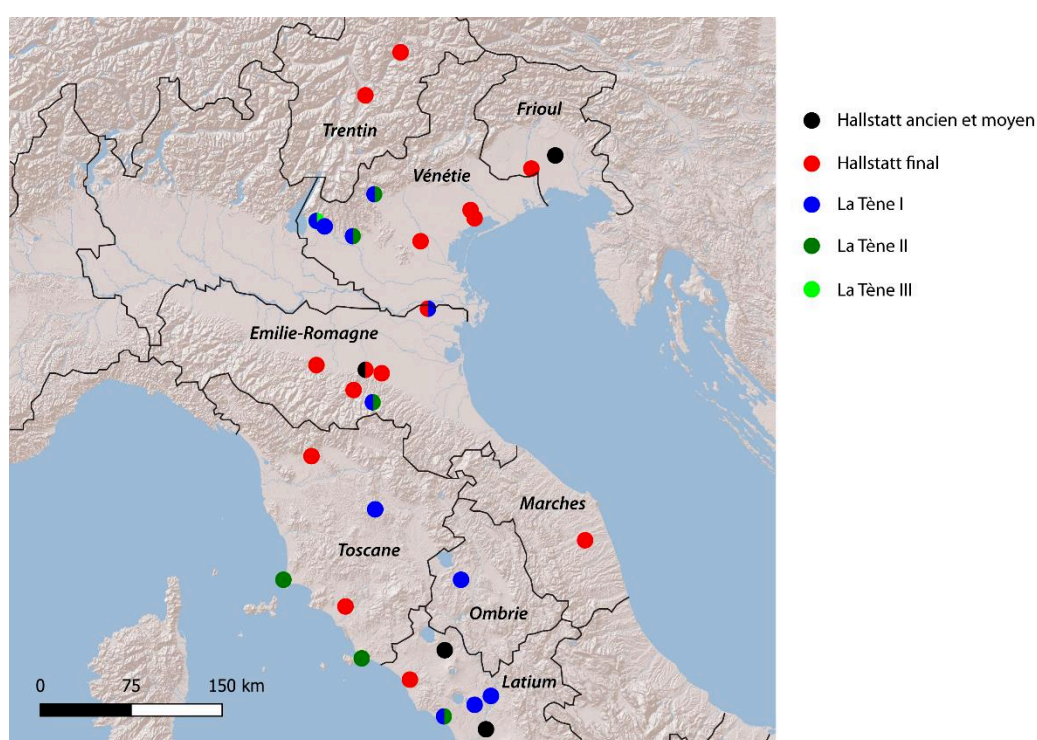 Frioul
Trentin
Vénétie
Emilie-Romagne
Marches
Toscane
Ombrie
Latium
0 75 150 km
Hallstatt ancien et moyen
Hallstatt final
La Tène I
La Tène II
La Tène III